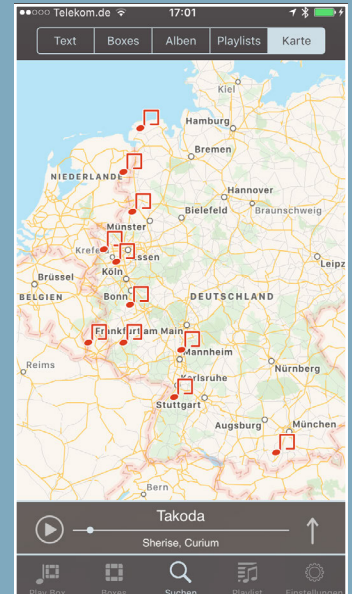 Telekom.de 17:01
Text Boxes Alben Playlists Karte
Kiel
Hamburg
Bremen
NIEDERLANDE
Hannover
Bielefeld Braunschweig
Münster
Krefe ssen
Köln Leipz
Brüssel
BELGIEN Bonn DEUTSCHLAND
Frankfurt am Main
Reims Mannheim
Nürnberg
Karlsruhe
Stuttgart
Augsburg München
Bern
Takoda
Sherise, Curium
Play Box Boxes Suchen Playlist Einstellungen